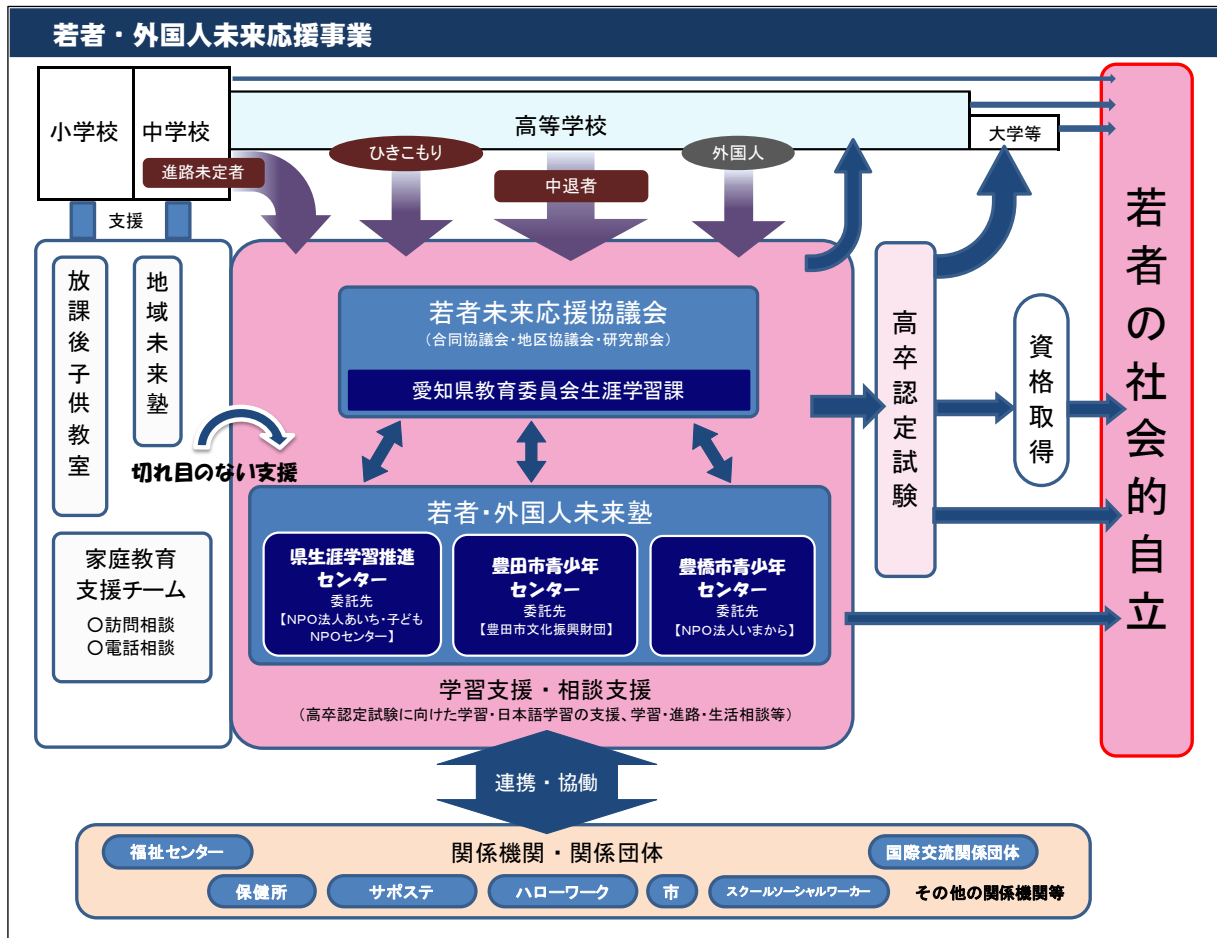 若者・外国人未来応援事業
小学校
中学校
高等学校
大学等
進路未定者
ひきこもり
中退者
外国人
支援
放課後子供教室
地域未来塾
切れ目のない支援
家庭教育
支援チーム
○訪問相談
○電話相談
若者未来応援協議会
（合同協議会・地区協議会・研究部会）
愛知県教育委員会生涯学習課
若者・外国人未来塾
県生涯学習推進
センター
委託先
【NPO法人あいち・子ども
NPOセンター】
豊田市青少年
センター
委託先
【豊田市文化振興財団】
豊橋市青少年
センター
委託先
【NPO法人いまから】
学習支援・相談支援
（高卒認定試験に向けた学習・日本語学習の支援、学習・進路・生活相談等）
高卒認定試験
資格取得
若者の社会的自立
連携・協働
関係機関・関係団体
福祉センター
国際交流関係団体
保健所
サポステ
ハローワーク
市
スクールソーシャルワーカー
その他の関係機関等